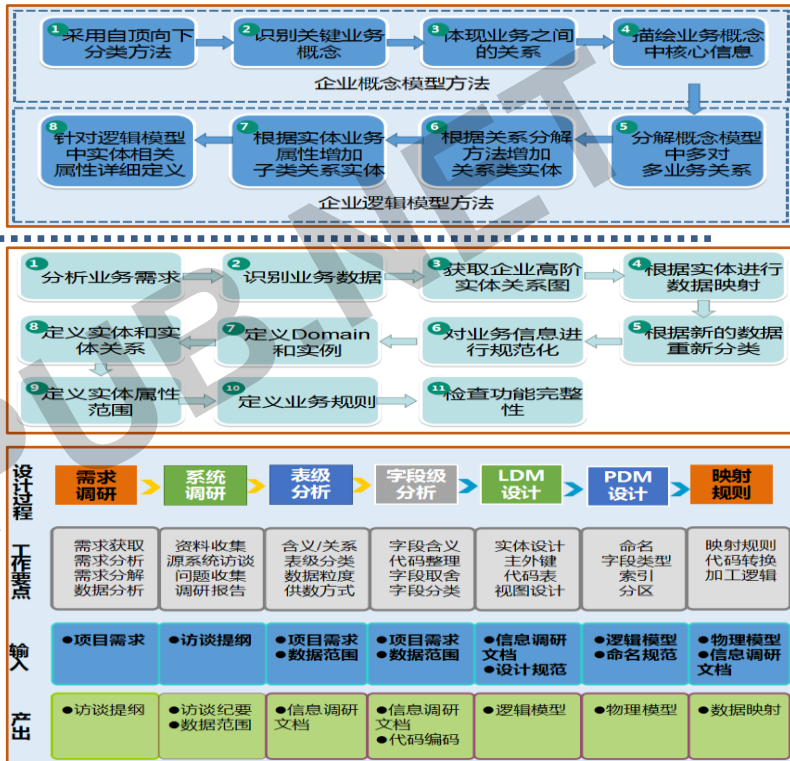 1 采用自顶向下
分类方法
2 识别关键业务
概念
3 体现业务之间
的关系
4 描绘业务概念
中核心信息
企业概念模型方法
8 针对逻辑模型
中实体相关
属性详细定义
7 根据实体业务
属性增加
子类关系实体
6 根据关系分解
方法增加
关系类实体
5 分解概念模型
中多对
多业务关系
企业逻辑模型方法
1 分析业务需求
2 识别业务数据
3 获取企业高阶
实体关系图
4 根据实体进行
数据映射
8 定义实体和实
体关系
7 定义Domain
和实例
6 对业务信息进
行规范化
5 根据新的数据
重新分类
9 定义实体属性
范围
10 定义业务规则
11 检查功能完整
性
设计过程
需求
调研
系统
调研
表级
分析
字段级
分析
LDM
设计
PDM
设计
映射
规则
工作要点
需求获取
需求分析
需求分解
数据分析
资料收集
源系统访谈
问题收集
调研报告
含义/关系
表级分类
数据粒度
供数方式
字段含义
代码整理
字段取舍
字段分类
实体设计
主外键
代码表
视图设计
命名
字段类型
索引
分区
映射规则
代码转换
加工逻辑
输入
●项目需求
●访谈提纲
●项目需求
●数据范围
●项目需求
●数据范围
●信息调研
文档
●设计规范
●逻辑模型
●命名规范
●物理模型
●信息调研
文档
产出
●访谈提纲
●访谈纪要
●数据范围
●信息调研
文档
●信息调研
文档
●代码编码
●逻辑模型
●物理模型
●数据映射
PUB.NET